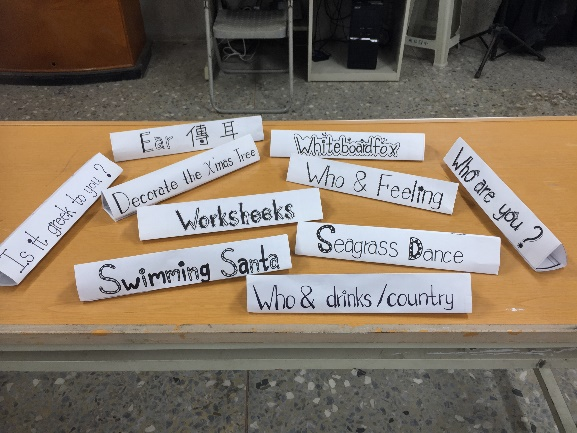 Ear 傳 耳
Whiteboardfox
Is it greek to you?
Decorate the X'mas Tree
Who & Feeling
Who are you?
Worksheeks
Seagrass Dance
Swimming Santa
Who & drinks /country